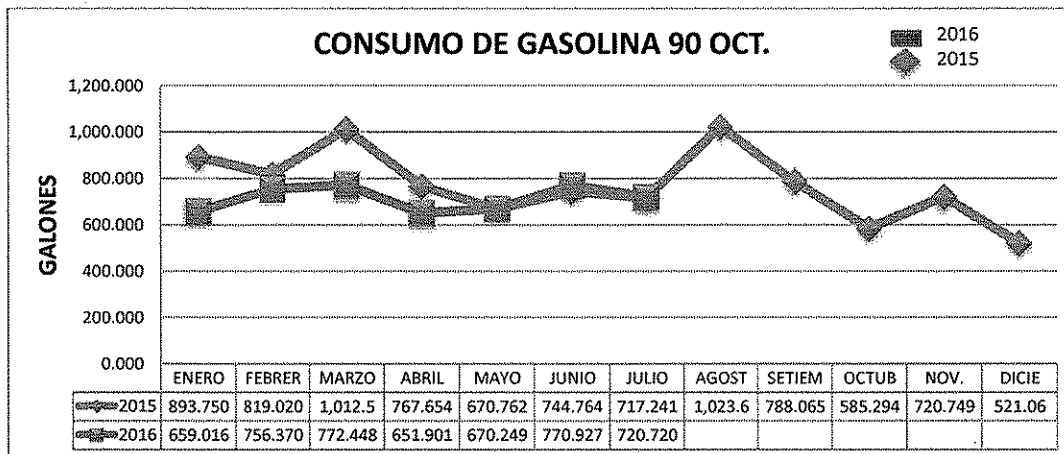 CONSUMO DE GASOLINA 90 OCT.
2016
2015
GALONES
1,200.000
1,000.000
800.000
600.000
400.000
200.000
0.000
ENERO FEBRER MARZO ABRIL MAYO JUNIO JULIO AGOST SETIEM OCTUB NOV. DICIE
2015 893.750 819.020 1,012.5 767.654 670.762 744.764 717.241 1,023.6 788.065 585.294 720.749 521.06
2016 659.016 756.370 772.448 651.901 670.249 770.927 720.720